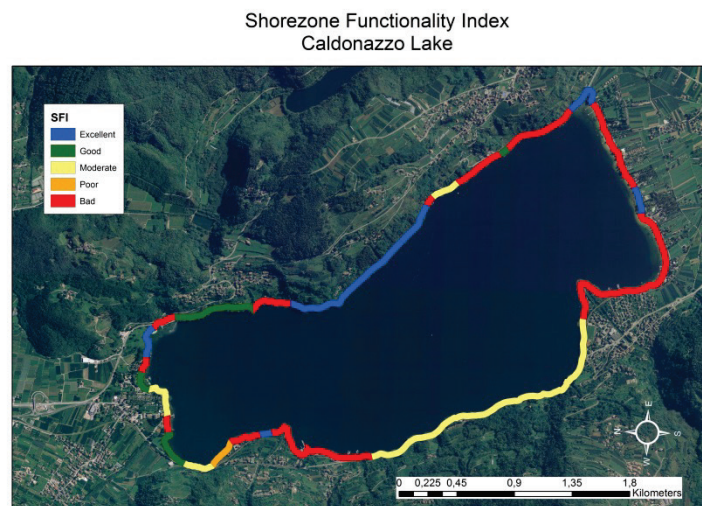 Shorezone Functionality Index
Caldonazzo Lake
SFI
Excellent
Good
Moderate
Poor
Bad
E
N
S
W
0 0,225 0,45 0,9 1,35 1,8
Kilometers